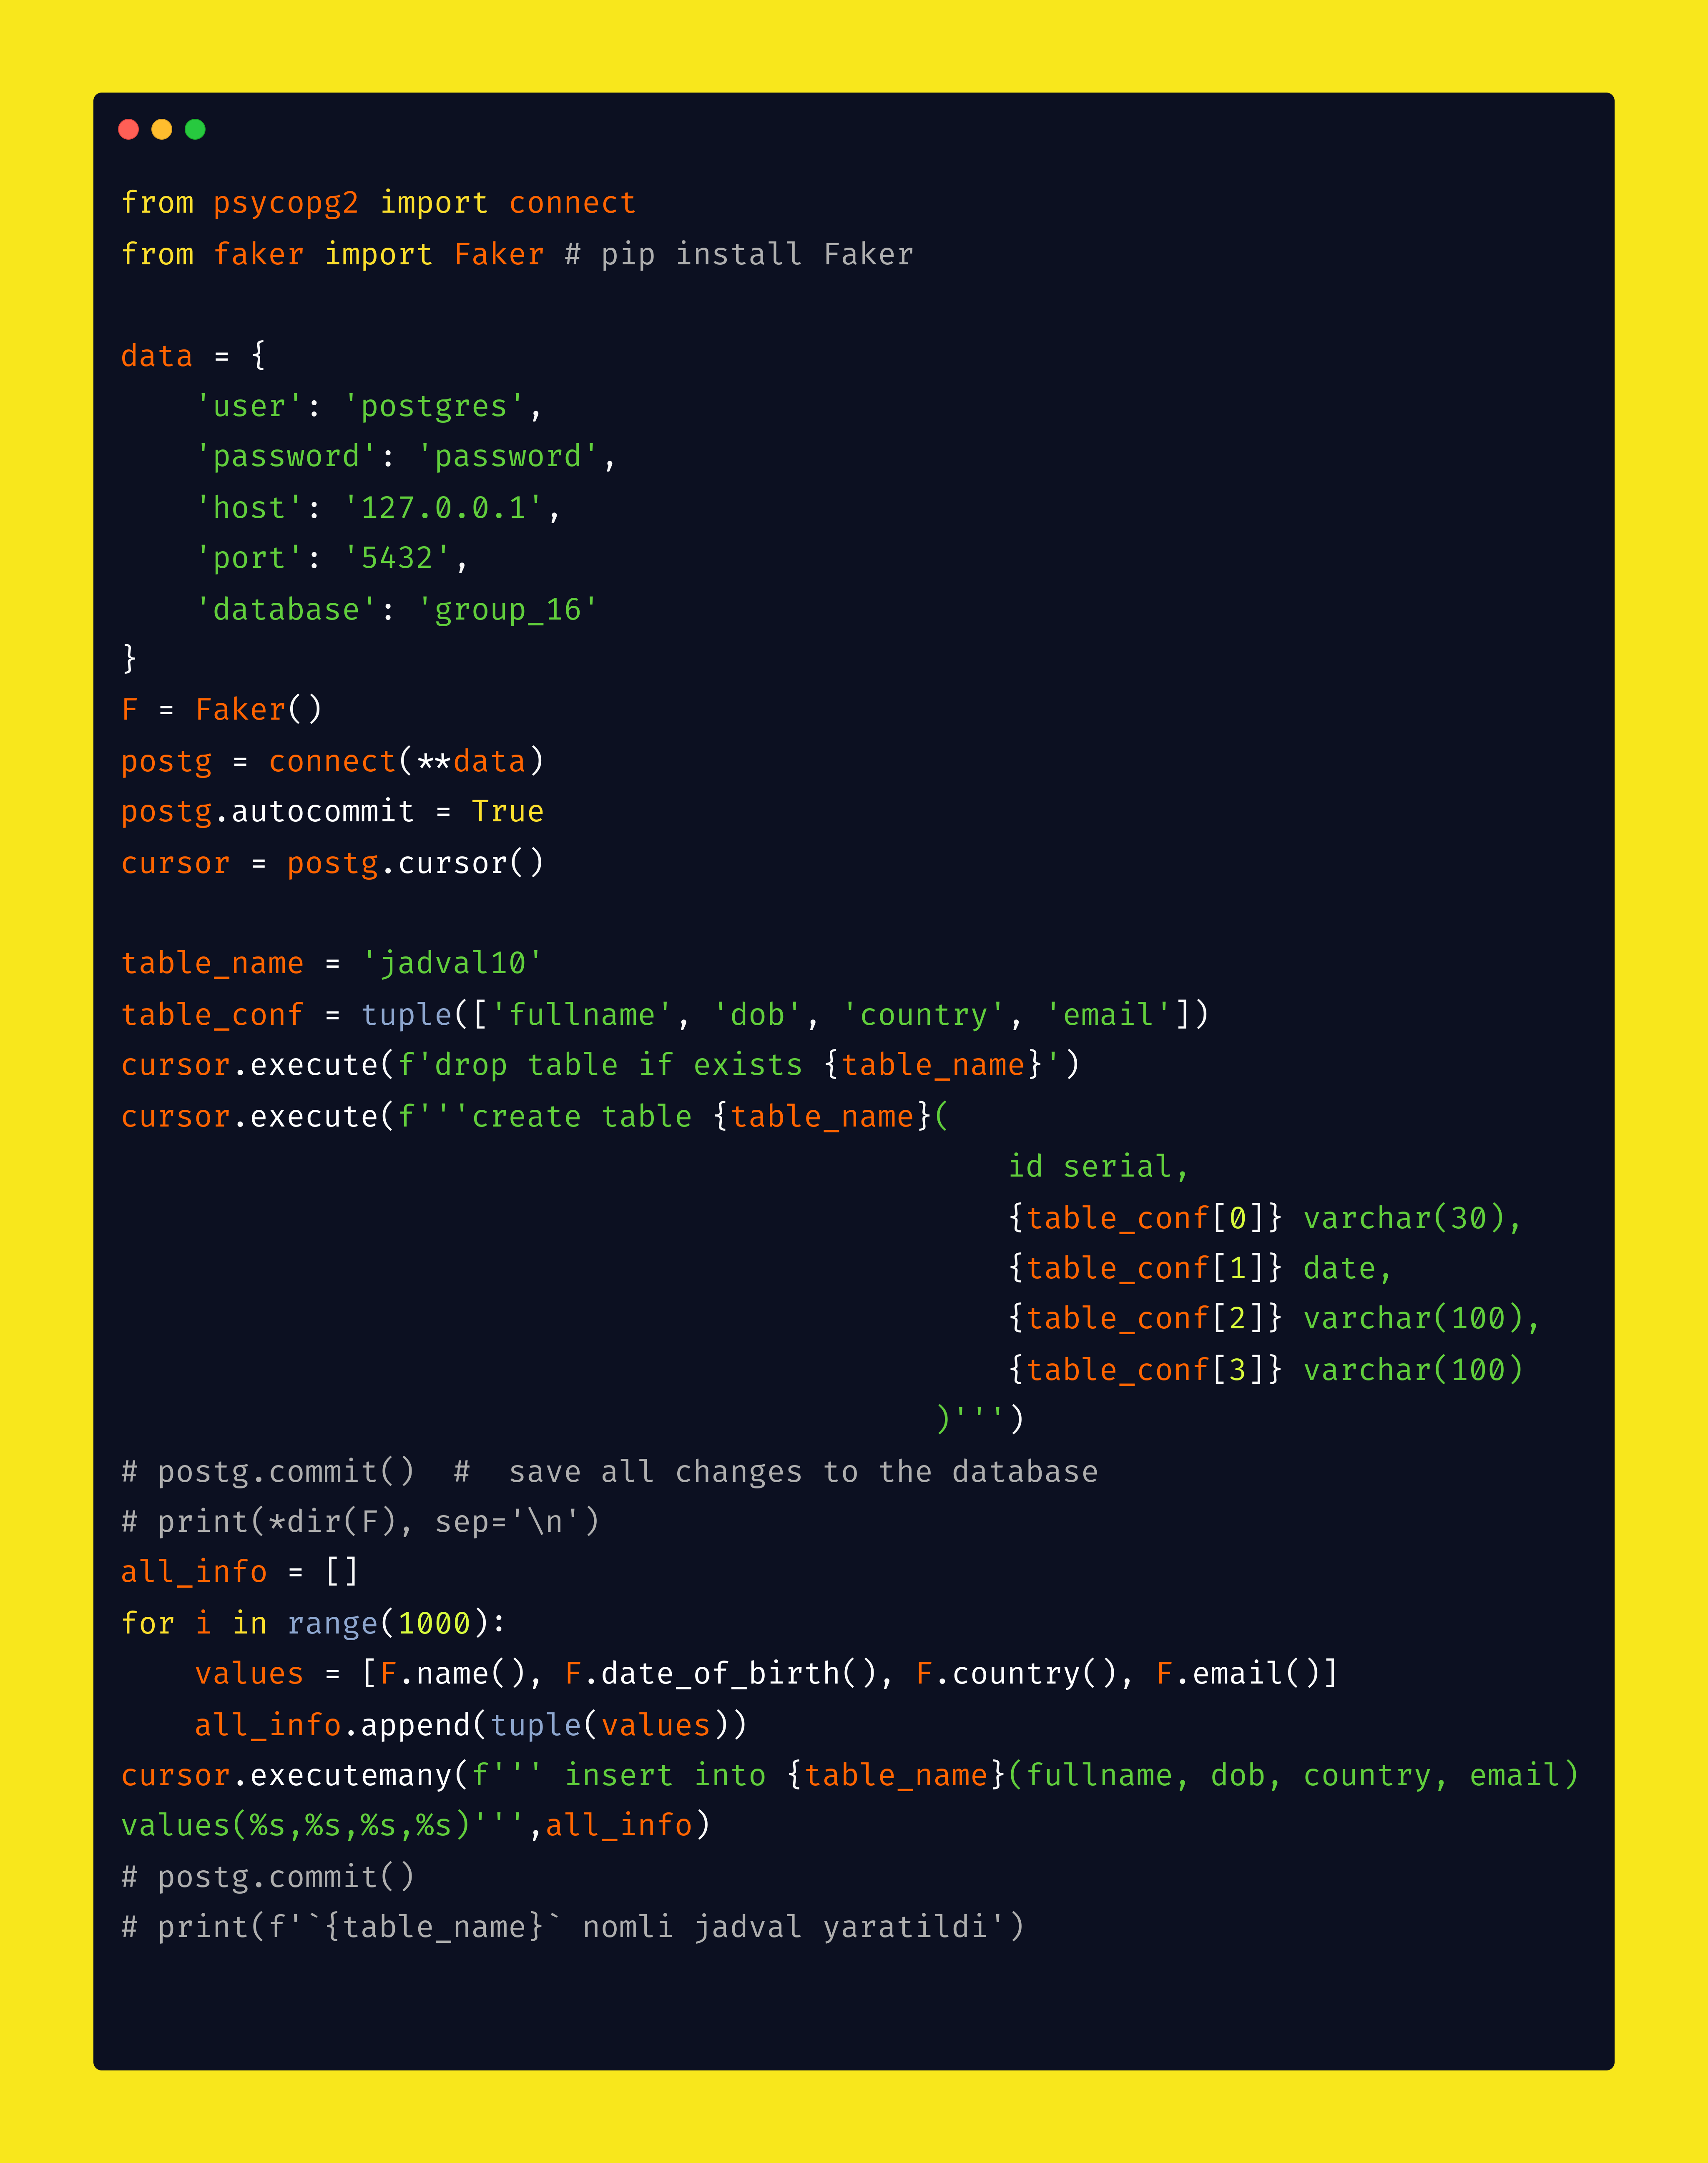 from psycopg2 import connect
from faker import Faker # pip install Faker

data = {
    'user': 'postgres',
    'password': 'password',
    'host': '127.0.0.1',
    'port': '5432',
    'database': 'group_16'
}
F = Faker()
postg = connect(**data)
postg.autocommit = True
cursor = postg.cursor()

table_name = 'jadval10'
table_conf = tuple(['fullname', 'dob', 'country', 'email'])
cursor.execute(f'drop table if exists {table_name}')
cursor.execute(f'''create table {table_name}(
                                                id serial,
                                                {table_conf[0]} varchar(30),
                                                {table_conf[1]} date,
                                                {table_conf[2]} varchar(100),
                                                {table_conf[3]} varchar(100)
                                            )''')
# postg.commit()  #  save all changes to the database
# print(*dir(F), sep='\n')
all_info = []
for i in range(1000):
    values = [F.name(), F.date_of_birth(), F.country(), F.email()]
    all_info.append(tuple(values))
cursor.executemany(f''' insert into {table_name}(fullname, dob, country, email)
values(%s,%s,%s,%s)''',all_info)
# postg.commit()
# print(f'`{table_name}` nomli jadval yaratildi')